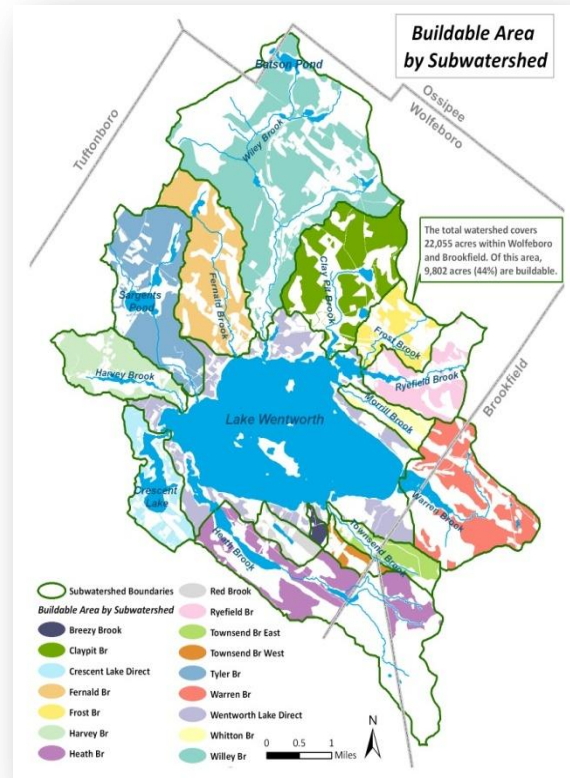 Buildable Area
by Subwatershed
Batson Pond
Ossipee
Wolfeboro
Tuftonboro
Wiley Brook
The total watershed covers
22,055 acres within Wolfeboro
and Brookfield. Of this area,
9,802 acres (44%) are buildable.
Clay Pit Brook
Fernald Brook
Sargents
Pond
Frost Brook
Harvey Brook
Ryefield Brook
Brookfield
Morrill Brook
Lake Wentworth
Crescent
Lake
Warren Brook
Townsend Brook
Heath Brook
Subwatershed Boundaries
Buildable Area by Subwatershed
Breezy Brook
Claypit Br
Crescent Lake Direct
Fernald Br
Frost Br
Harvey Br
Heath Br
Red Brook
Ryefield Br
Townsend Br East
Townsend Br West
Tyler Br
Warren Br
Wentworth Lake Direct
Whitton Br
Willey Br
N
0 0.5 1
Miles